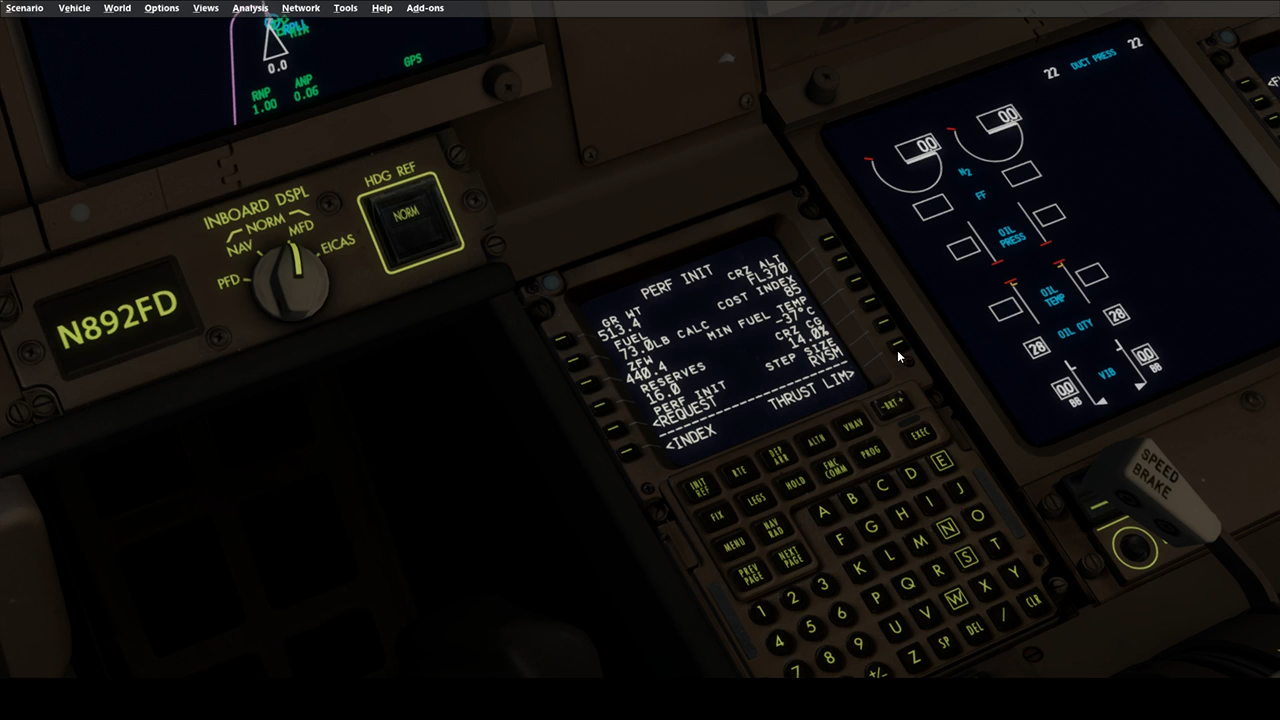 Scenario Vehicle World Options Views Analysis Network Tools Help Add-ons
0.0
GPS
RNP ANP
1.00 0.06
INBOARD DSPL
NORM
NAV MFD
PFD EICAS
HDG REF
NORM
N892FD
PERF INIT
GR WT CRZ ALT
513.4 FL370
FUEL COST INDEX
73.0LB CALC 85
ZFW MIN FUEL TEMP
440.4 -37°C
RESERVES CRZ CG
16.0 14.0%
PERF INIT STEP SIZE
<REQUEST RVSM
<INDEX THRUST LIM>
22 DUCT PRESS 22
00 00
N2
FF
OIL
PRESS
OIL
TEMP
28 OIL QTY 28
00 VIB 00
BB BB
SPEED
BRAKE
INIT REF RTE DEP ARR ALTN VNAV -BRT+
FIX LEGS HOLD FMC COMM PROG EXEC
MENU NAV RAD
PREV PAGE NEXT PAGE
A B C D E
F G H I J
K L M N O
P Q R S T
U V W X Y
Z SP DEL / CLR
1 2 3
4 5 6
7 8 9
+/-